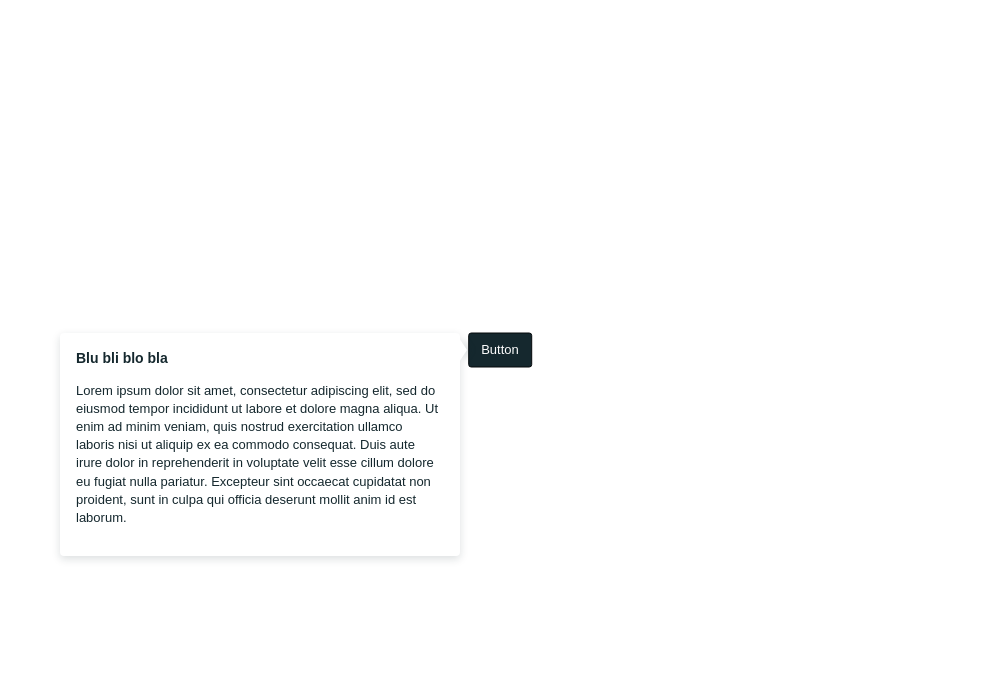 Blu bli blo bla
Button
Lorem ipsum dolor sit amet, consectetur adipiscing elit, sed do
eiusmod tempor incididunt ut labore et dolore magna aliqua. Ut
enim ad minim veniam, quis nostrud exercitation ullamco
laboris nisi ut aliquip ex ea commodo consequat. Duis aute
irure dolor in reprehenderit in voluptate velit esse cillum dolore
eu fugiat nulla pariatur. Excepteur sint occaecat cupidatat non
proident, sunt in culpa qui officia deserunt mollit anim id est
laborum.